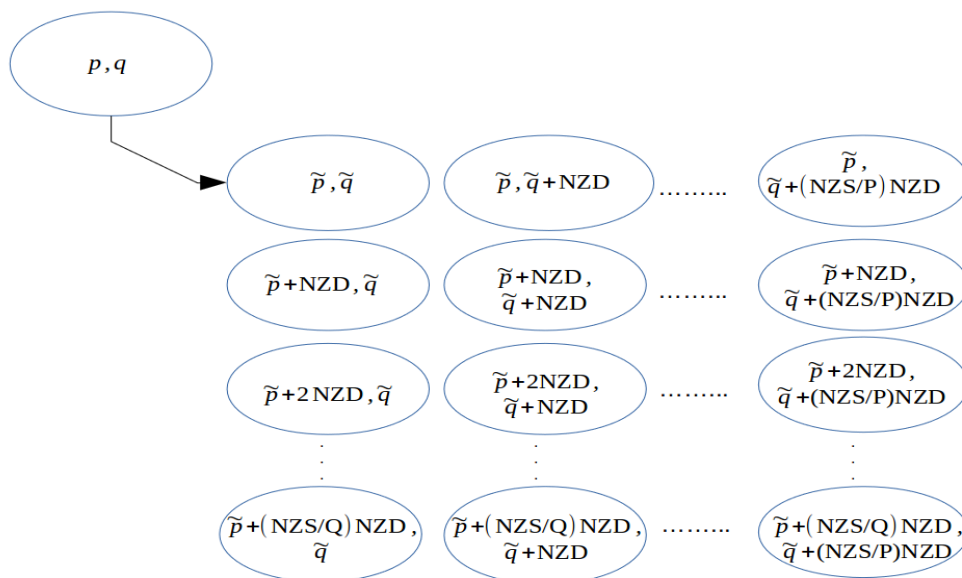 p , q
p̃ , q̃
p̃ , q̃+NZD
……...
p̃ ,
q̃+(NZS/P)NZD
p̃+NZD, q̃
p̃+NZD,
q̃+NZD
……...
p̃+NZD,
q̃+(NZS/P)NZD
p̃+2 NZD, q̃
p̃+2NZD,
q̃+NZD
……...
p̃+2NZD,
q̃+(NZS/P)NZD
p̃+(NZS/Q) NZD,
q̃
p̃+(NZS/Q) NZD,
q̃+NZD
……...
p̃+(NZS/Q) NZD,
q̃+(NZS/P)NZD